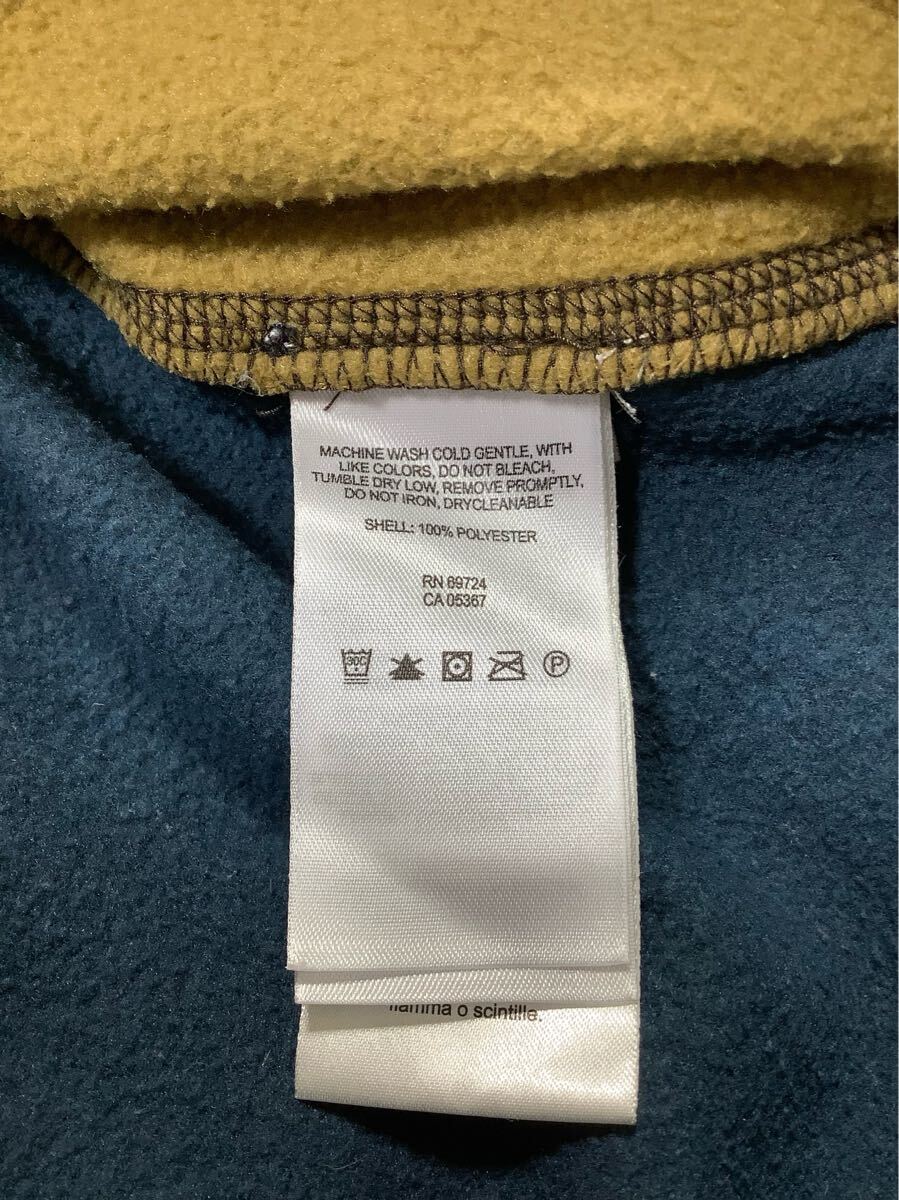 MACHINE WASH COLD GENTLE, WITH
LIKE COLORS, DO NOT BLEACH,
TUMBLE DRY LOW, REMOVE PROMPTLY,
DO NOT IRON, DRYCLEANABLE
SHELL: 100% POLYESTER
RN 69724
CA 05367
30C
P
fiamma o scintille.